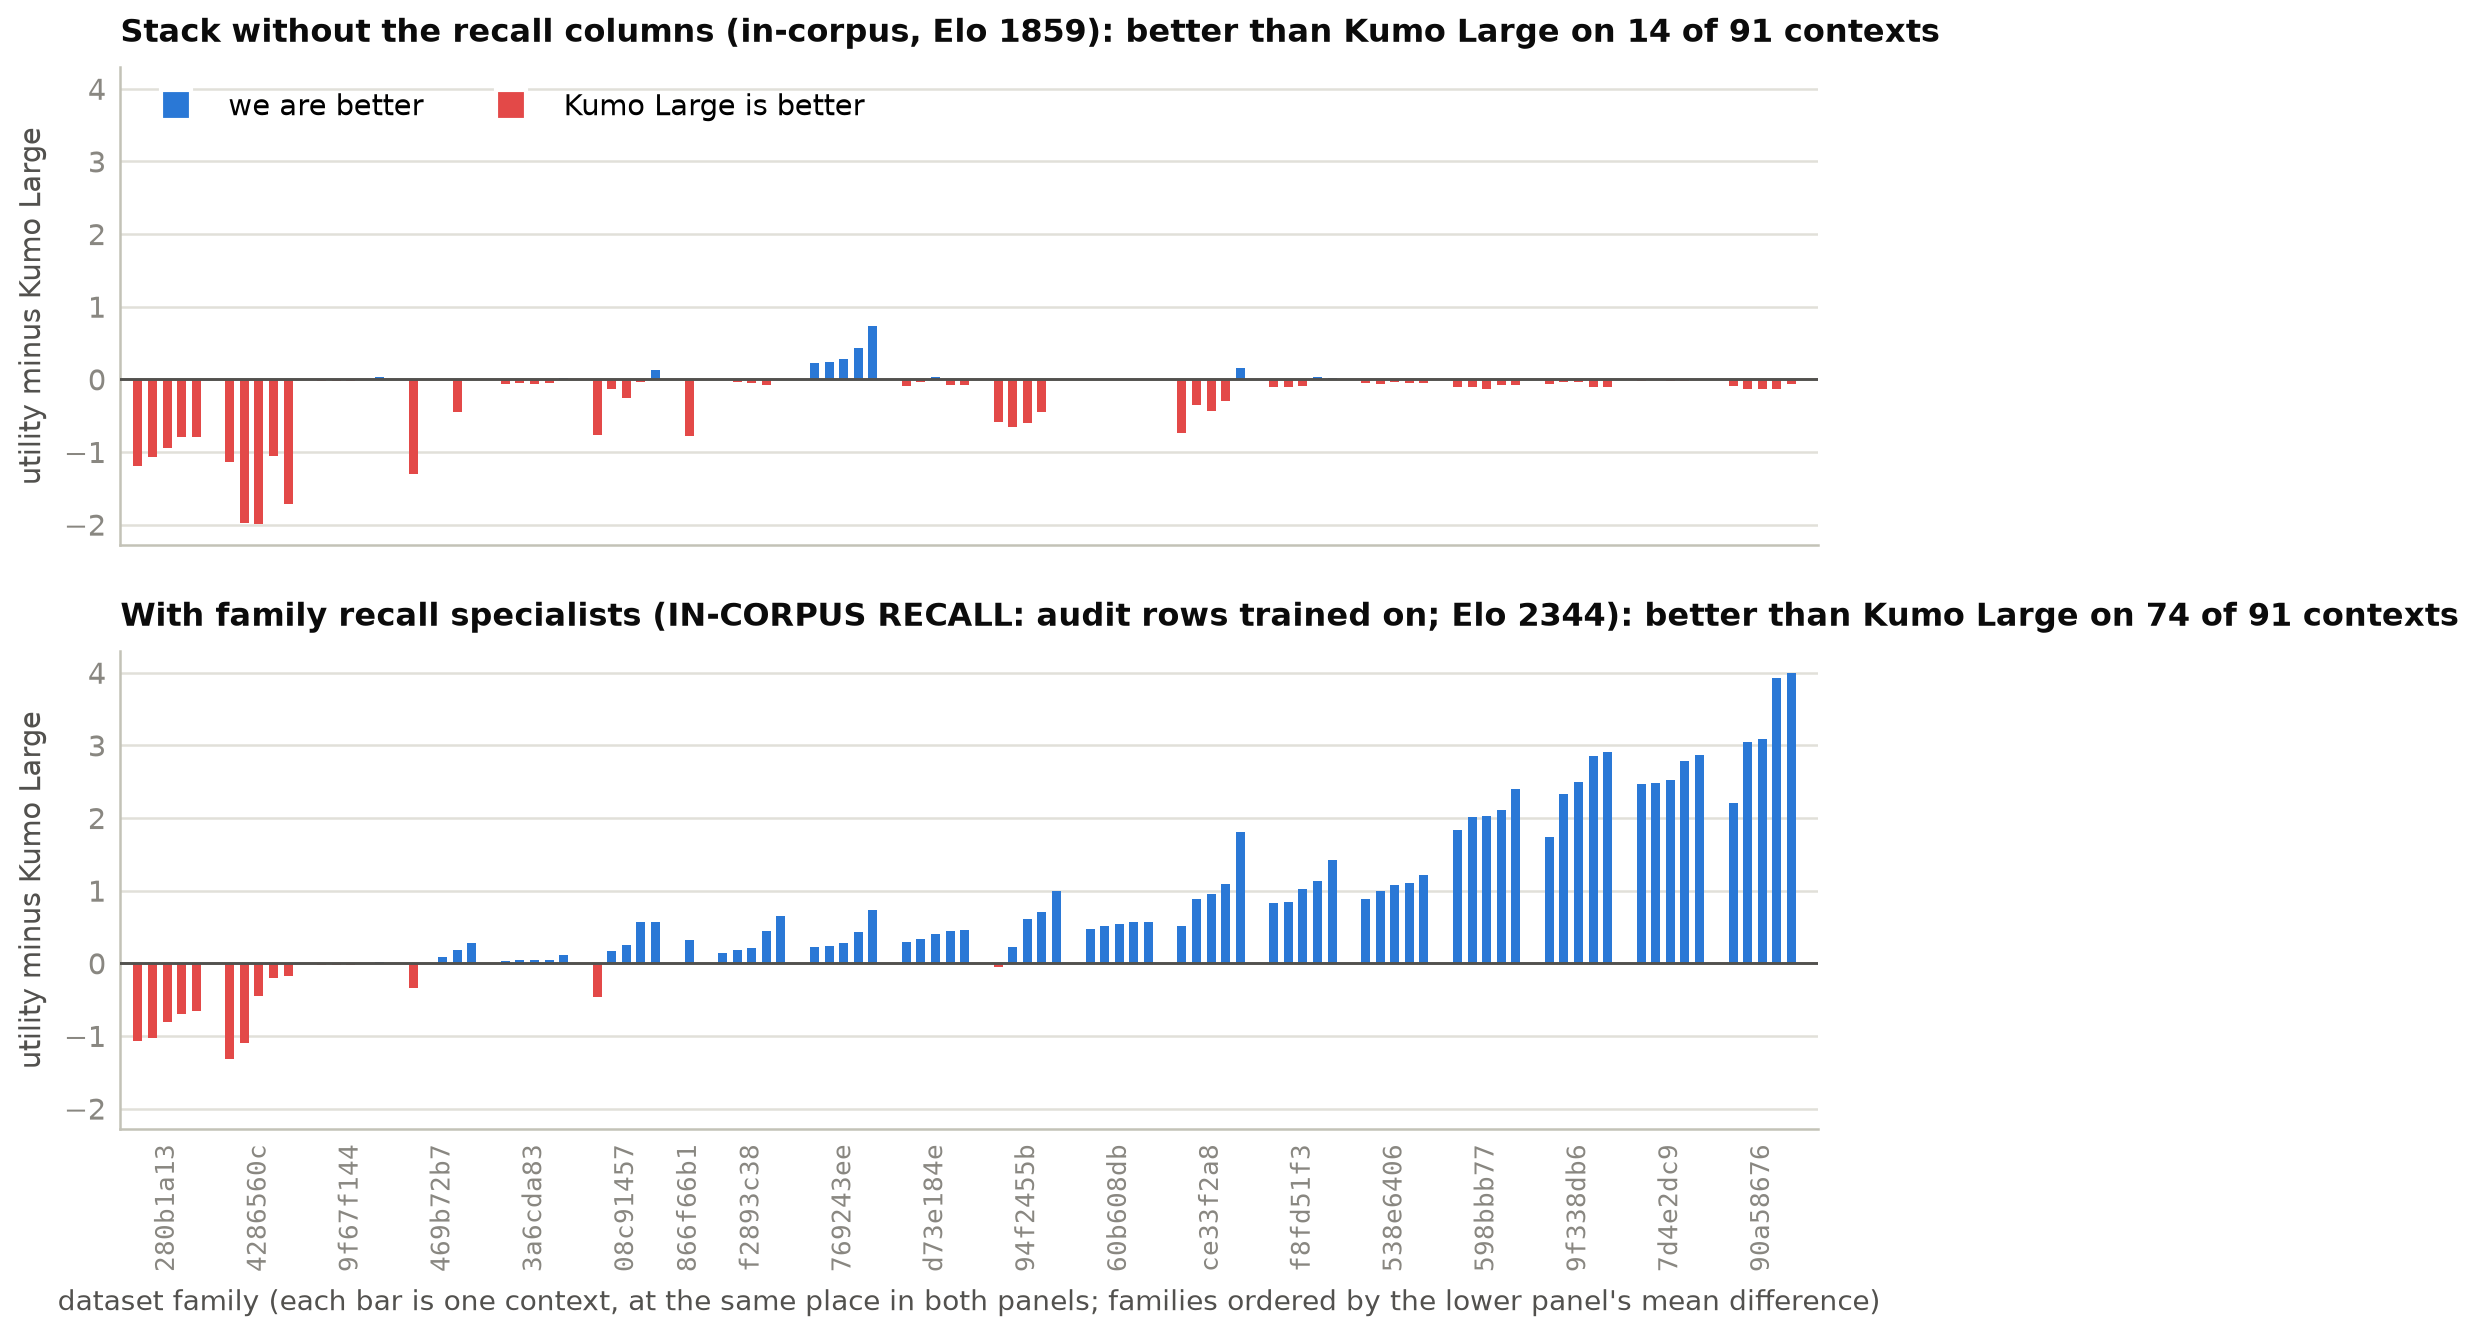 Stack without the recall columns (in-corpus, Elo 1859): better than Kumo Large on 14 of 91 contexts
we are better
Kumo Large is better
4
3
2
1
0
−1
−2
utility minus Kumo Large
With family recall specialists (IN-CORPUS RECALL: audit rows trained on; Elo 2344): better than Kumo Large on 74 of 91 contexts
4
3
2
1
0
−1
−2
utility minus Kumo Large
280b1a13
4286560c
9f67f144
469b72b7
3a6cda83
08c91457
866f66b1
f2893c38
769243ee
d73e184e
94f2455b
60b608db
ce33f2a8
f8fd51f3
538e6406
598bbb77
9f338db6
7d4e2dc9
90a58676
dataset family (each bar is one context, at the same place in both panels; families ordered by the lower panel's mean difference)